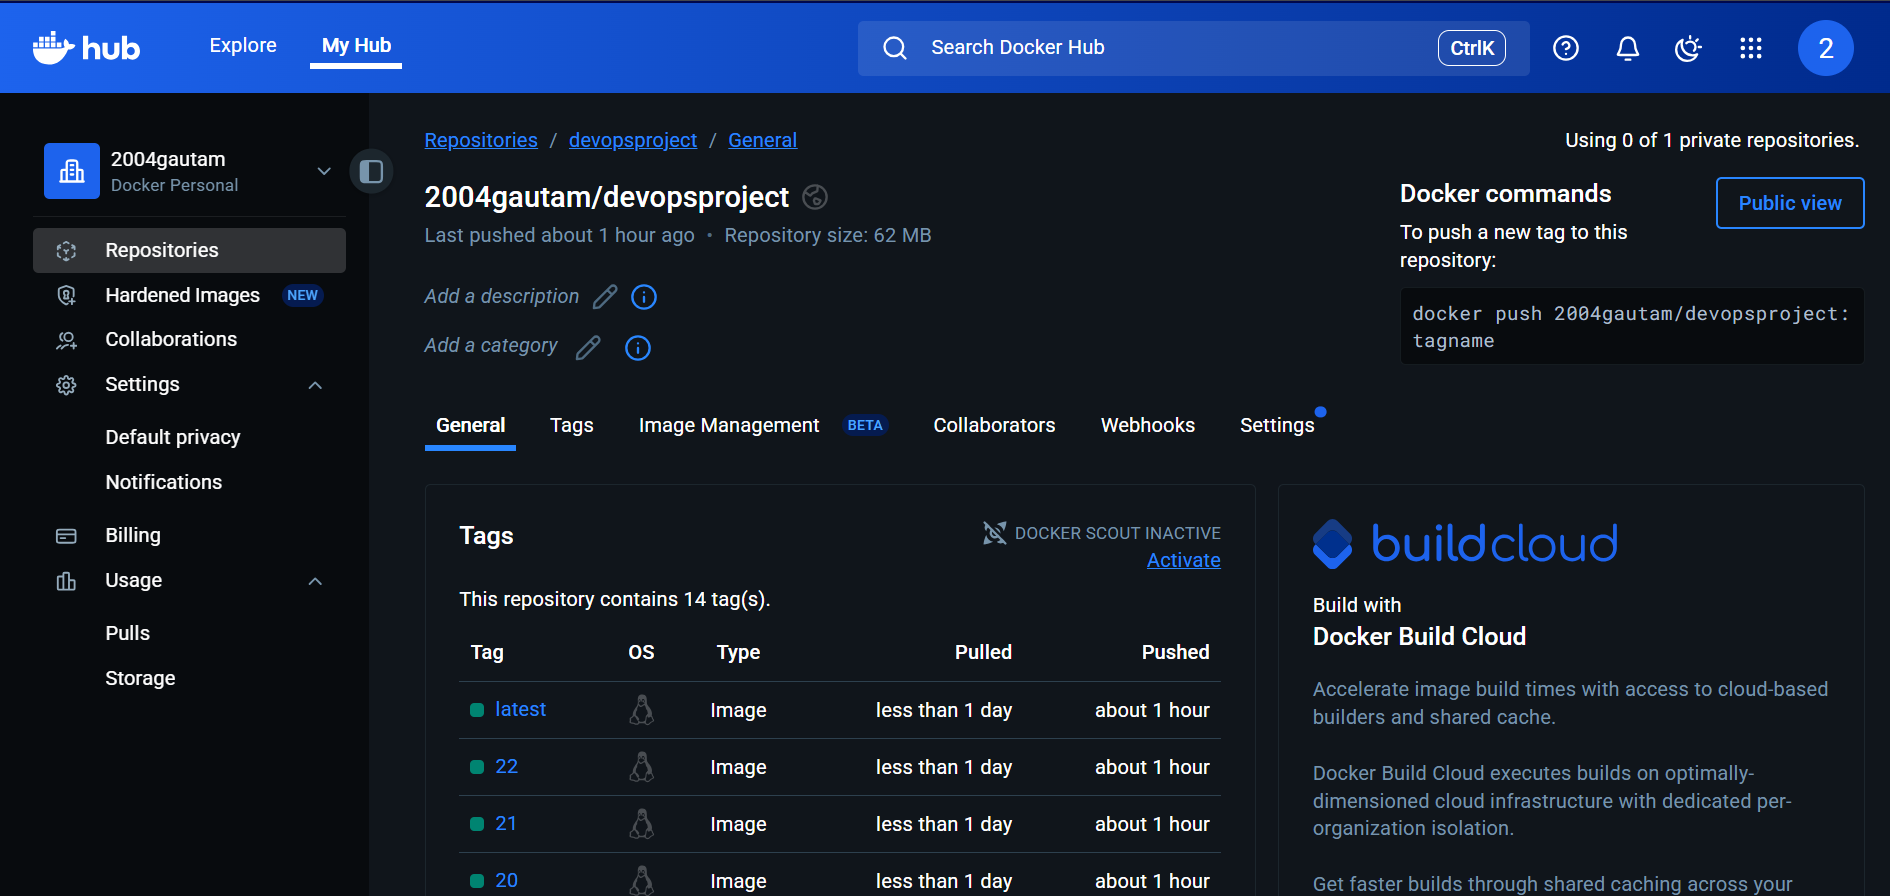 hub
Explore
My Hub
Search Docker Hub
CtrlK
2
2004gautam
Docker Personal
Repositories
Hardened Images NEW
Collaborations
Settings
Default privacy
Notifications
Billing
Usage
Pulls
Storage
Repositories / devopsproject / General
Using 0 of 1 private repositories.
2004gautam/devopsproject
Last pushed about 1 hour ago • Repository size: 62 MB
Add a description
Add a category
Docker commands
Public view
To push a new tag to this
repository:
docker push 2004gautam/devopsproject:
tagname
General Tags Image Management BETA Collaborators Webhooks Settings
Tags
DOCKER SCOUT INACTIVE
Activate
This repository contains 14 tag(s).
Tag OS Type Pulled Pushed
latest Image less than 1 day about 1 hour
22 Image less than 1 day about 1 hour
21 Image less than 1 day about 1 hour
20 Image less than 1 day about 1 hour
buildcloud
Build with
Docker Build Cloud
Accelerate image build times with access to cloud-based
builders and shared cache.
Docker Build Cloud executes builds on optimally-
dimensioned cloud infrastructure with dedicated per-
organization isolation.
Get faster builds through shared caching across your